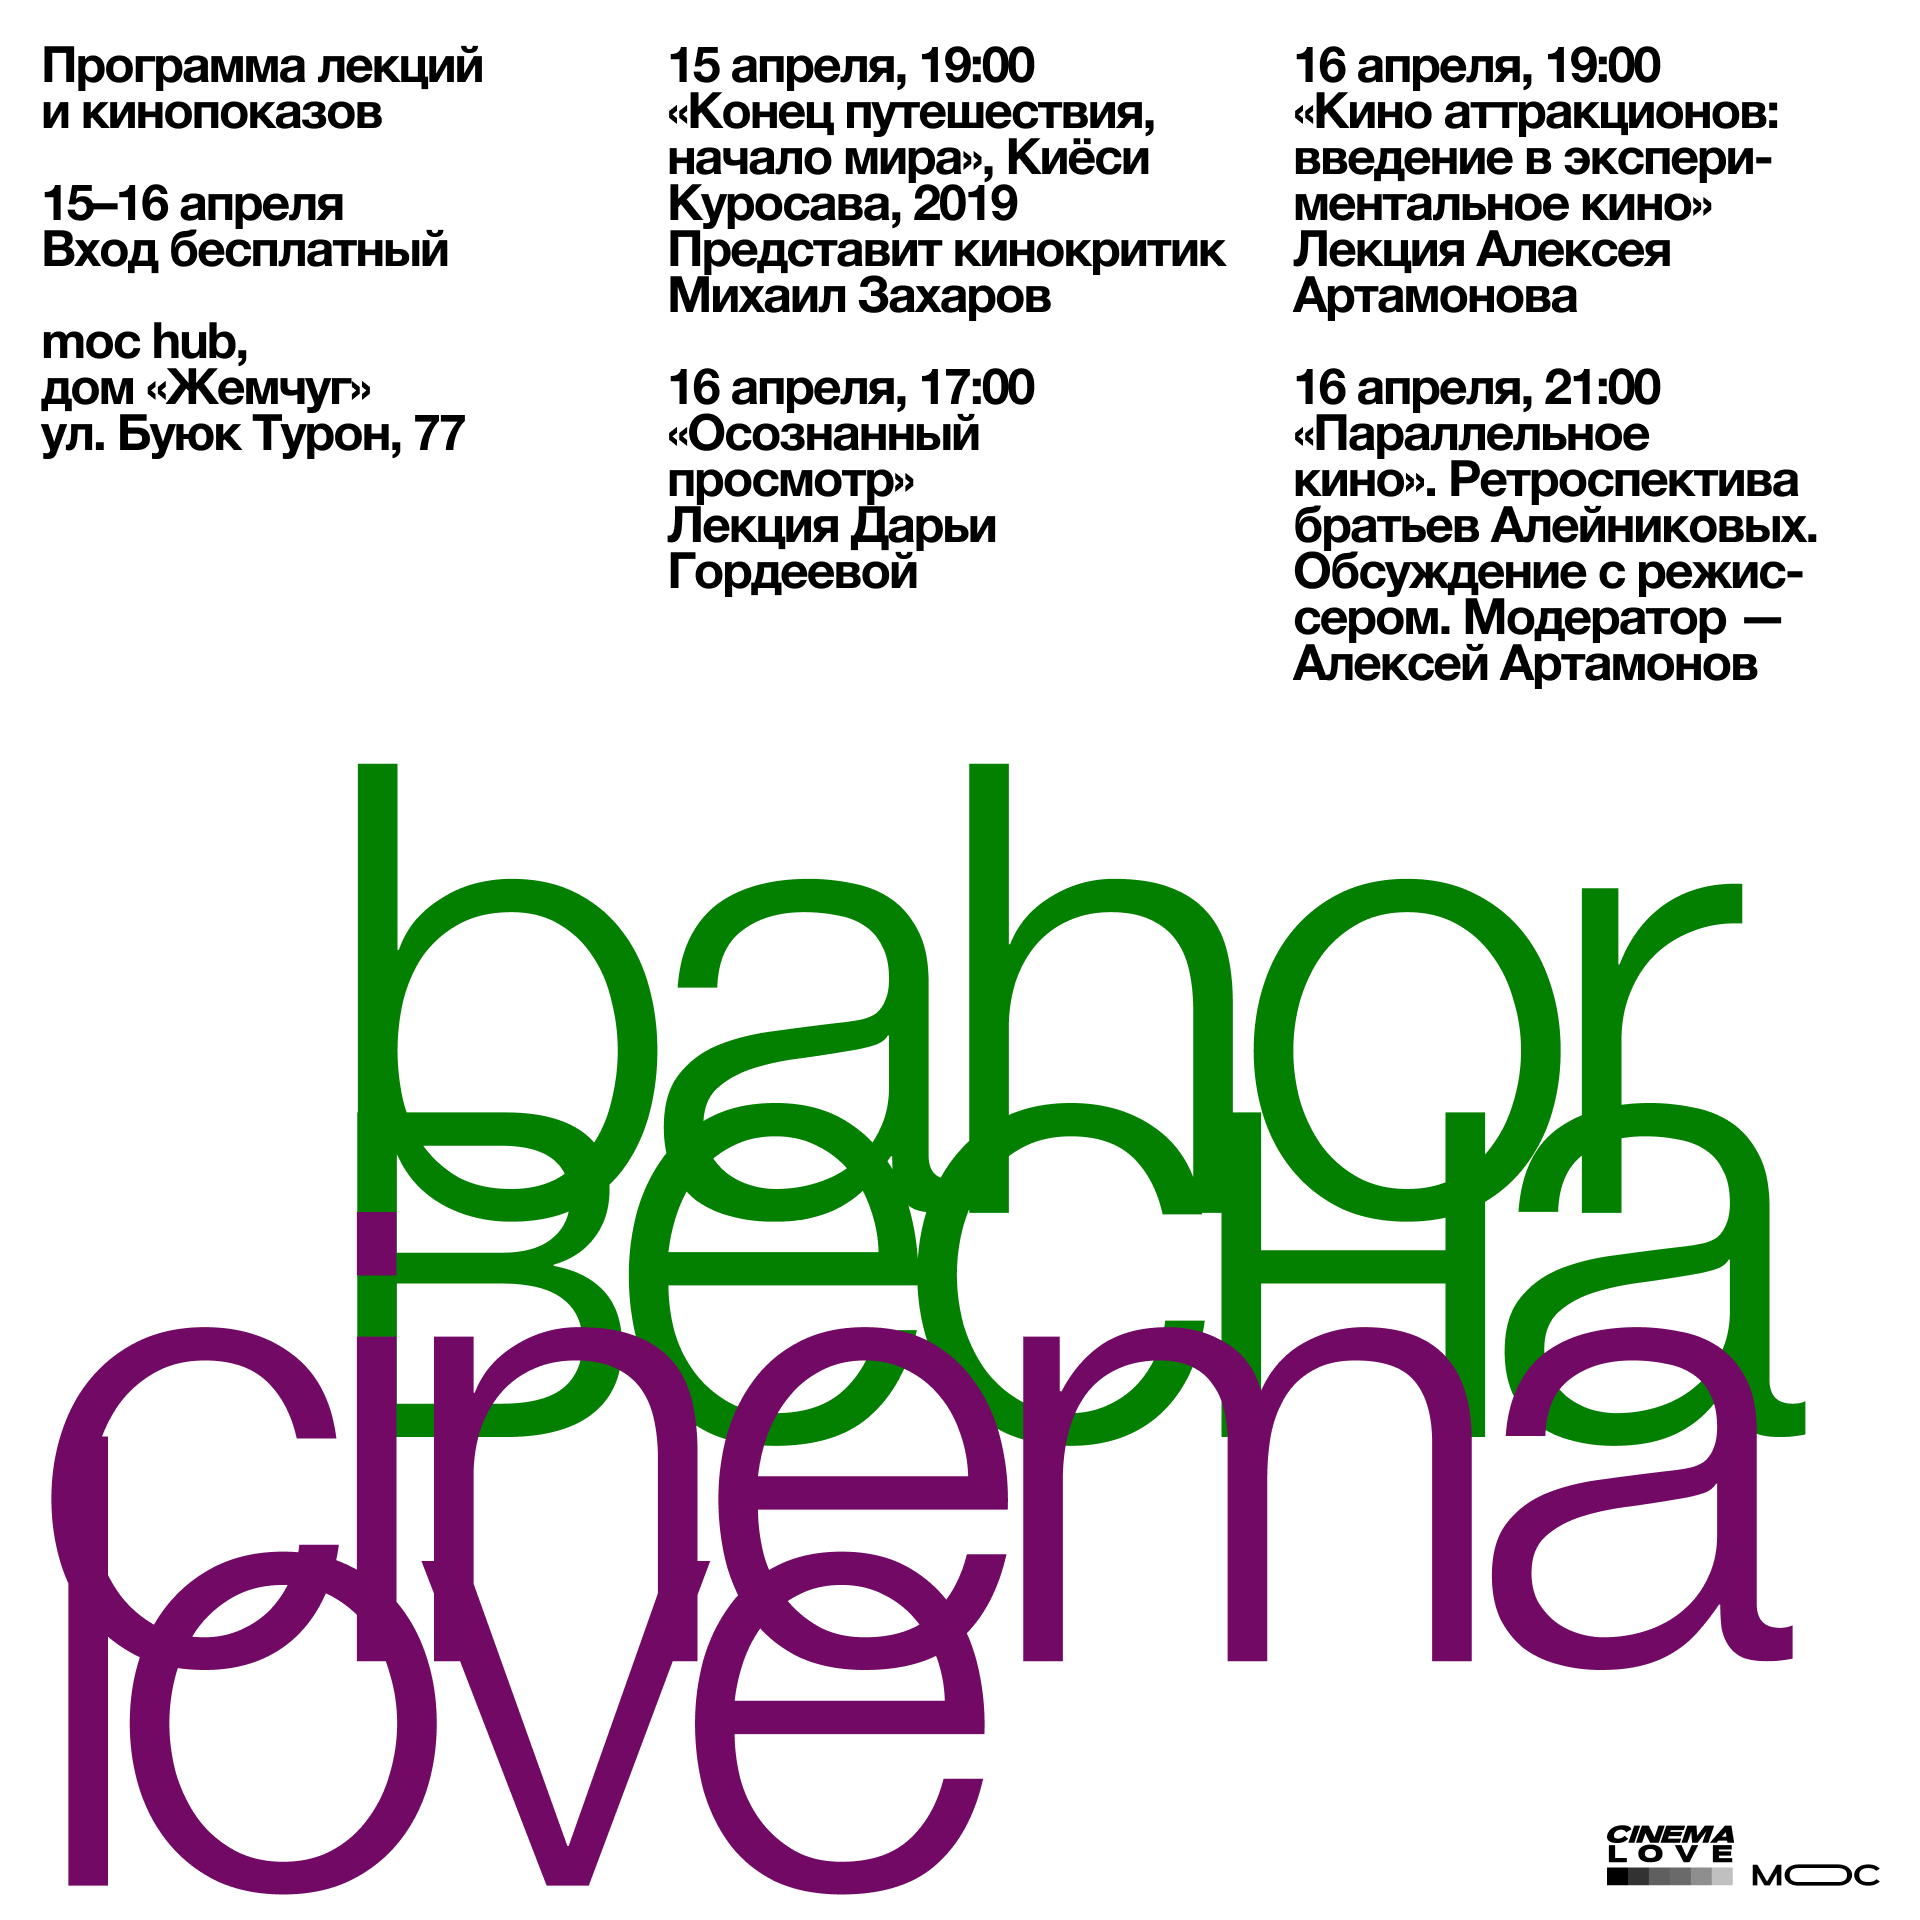 Программа лекций
и кинопоказов
15–16 апреля
Вход бесплатный
moc hub,
дом «Жемчуг»
ул. Буюк Турон, 77
15 апреля, 19:00
«Конец путешествия,
начало мира», Киёси
Куросава, 2019
Представит кинокритик
Михаил Захаров
16 апреля, 17:00
«Осознанный
просмотр»
Лекция Дарьи
Гордеевой
16 апреля, 19:00
«Кино аттракционов:
введение в экспери-
ментальное кино»
Лекция Алексея
Артамонова
16 апреля, 21:00
«Параллельное
кино». Ретроспектива
братьев Алейниковых.
Обсуждение с режис-
сером. Модератор —
Алексей Артамонов
bahor
весна
cinema
love
CINEMA
LOVE
MOC